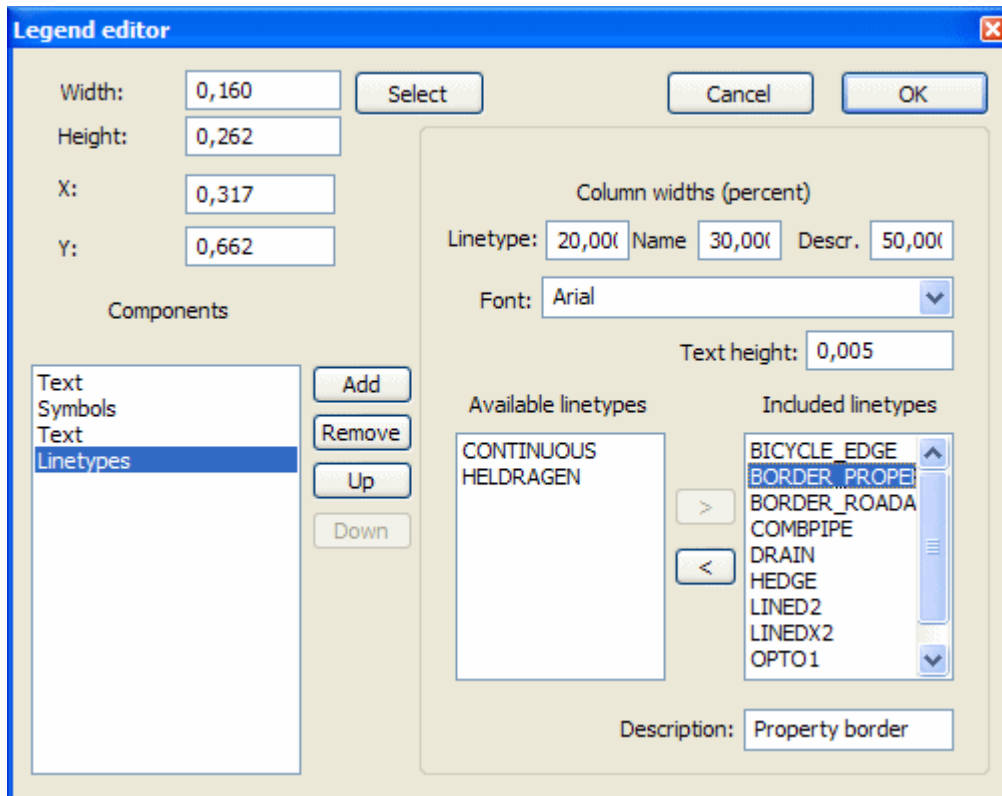 Legend editor
Width: 0,160 Select Cancel OK
Height: 0,262
X: 0,317
Y: 0,662
Components
Text
Symbols
Text
Linetypes
Add
Remove
Up
Down
Column widths (percent)
Linetype: 20,00( Name 30,00( Descr. 50,00(
Font: Arial
Text height: 0,005
Available linetypes
CONTINUOUS
HELDRAGEN
>
<
Included linetypes
BICYCLE_EDGE
BORDER_PROPE
BORDER_ROADA
COMBPIPE
DRAIN
HEDGE
LINED2
LINEDX2
OPTO1
Description: Property border